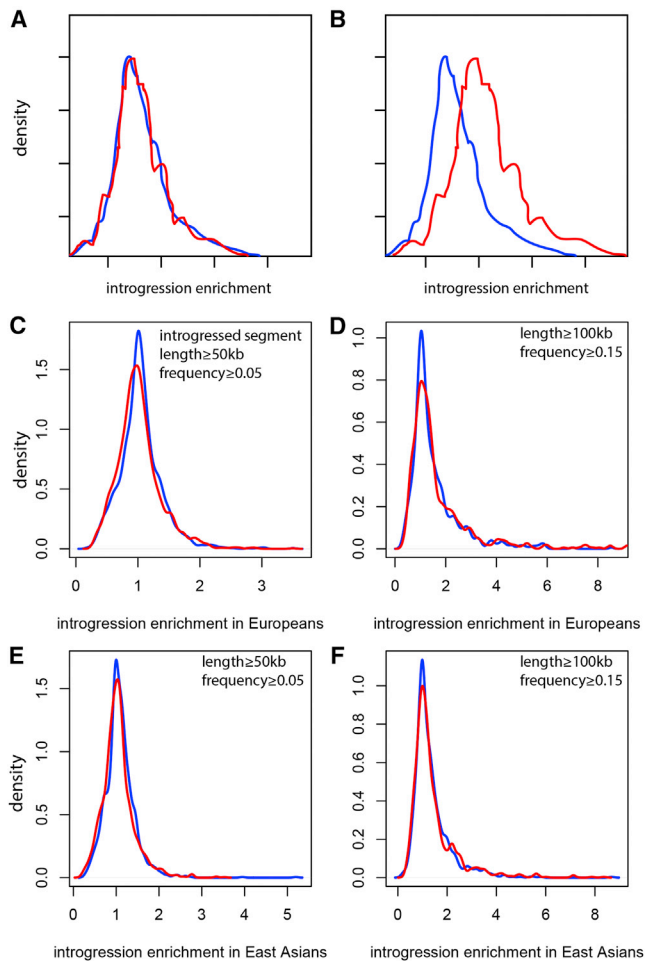 A
B
density
introgression enrichment
introgression enrichment
C
introgressed segment
length≥50kb
frequency≥0.05
D
length≥100kb
frequency≥0.15
density
0.0
0.5
1.0
1.5
0.0
0.2
0.4
0.6
0.8
1.0
0 1 2 3
0 2 4 6 8
introgression enrichment in Europeans
introgression enrichment in Europeans
E
length≥50kb
frequency≥0.05
F
length≥100kb
frequency≥0.15
density
0.0
0.5
1.0
1.5
0.0
0.2
0.4
0.6
0.8
1.0
0 1 2 3 4 5
0 2 4 6 8
introgression enrichment in East Asians
introgression enrichment in East Asians